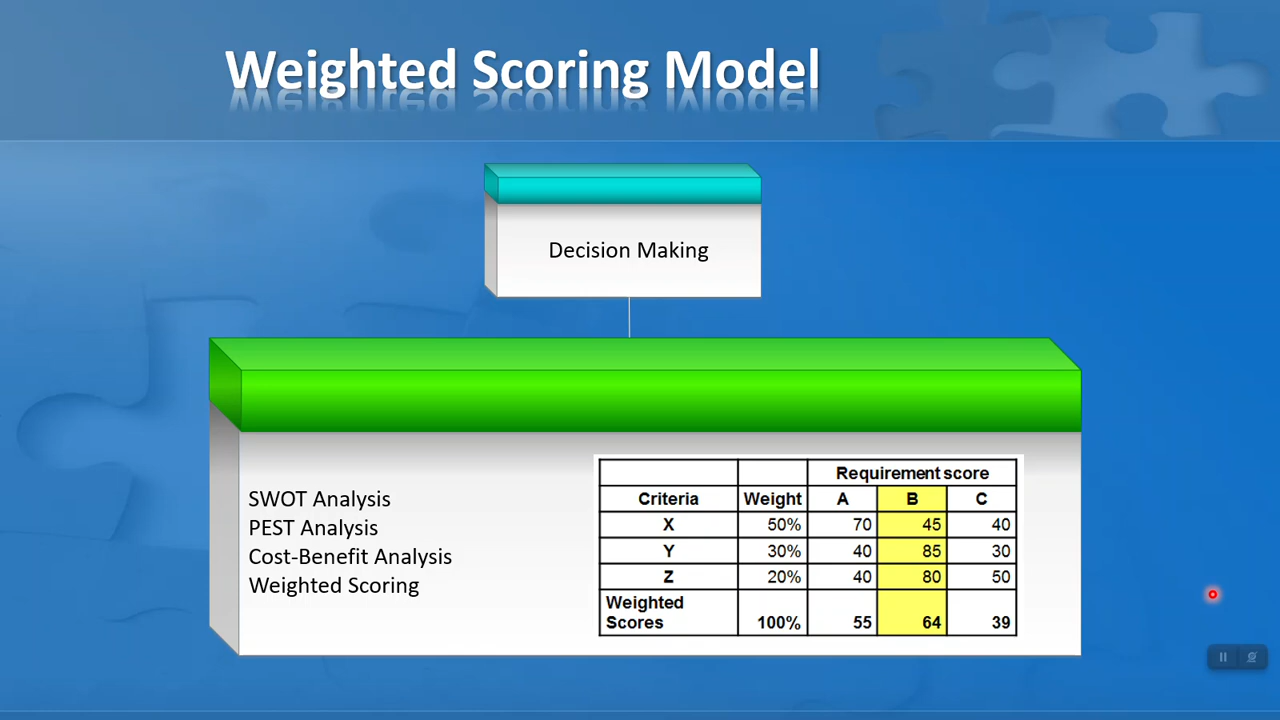 Weighted Scoring Model
Decision Making
SWOT Analysis
PEST Analysis
Cost-Benefit Analysis
Weighted Scoring
Requirement score
Criteria Weight A B C
X 50% 70 45 40
Y 30% 40 85 30
Z 20% 40 80 50
Weighted
Scores 100% 55 64 39